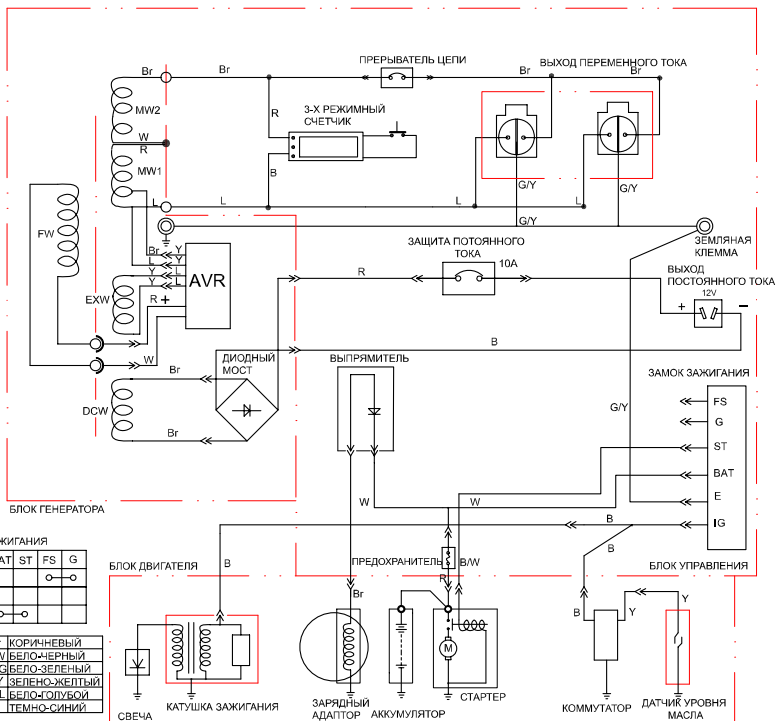 ПРЕРЫВАТЕЛЬ ЦЕПИ
ВЫХОД ПЕРЕМЕННОГО ТОКА
Br
Br
Br
Br
MW2
3-Х РЕЖИМНЫЙ
СЧЕТЧИК
R
W
R
MW1
B
G/Y
G/Y
L
L
L
L
G/Y
FW
ЗЕМЛЯНАЯ
КЛЕММА
ЗАЩИТА ПОТОЯННОГО
ТОКА
10A
Br Y
L Y
Y L
Y L
AVR
R
ВЫХОД
ПОСТОЯННОГО ТОКА
12V
+ −
EXW
R +
W
B
ДИОДНЫЙ
МОСТ
ВЫПРЯМИТЕЛЬ
Br
ЗАМОК ЗАЖИГАНИЯ
DCW
Br
G/Y
FS
G
ST
BAT
E
IG
W
W
БЛОК ГЕНЕРАТОРА
B
B
ЖИГАНИЯ
AT ST FS G
БЛОК ДВИГАТЕЛЯ
B
ПРЕДОХРАНИТЕЛЬ
B/W
БЛОК УПРАВЛЕНИЯ
R
Br
B
Y
Y
КОРИЧНЕВЫЙ
W БЕЛО-ЧЕРНЫЙ
G БЕЛО-ЗЕЛЕНЫЙ
Y ЗЕЛЕНО-ЖЕЛТЫЙ
L БЕЛО-ГОЛУБОЙ
ТЕМНО-СИНИЙ
M
СВЕЧА
КАТУШКА ЗАЖИГАНИЯ
ЗАРЯДНЫЙ
АДАПТОР
АККУМУЛЯТОР
СТАРТЕР
КОММУТАТОР
ДАТЧИК УРОВНЯ
МАСЛА